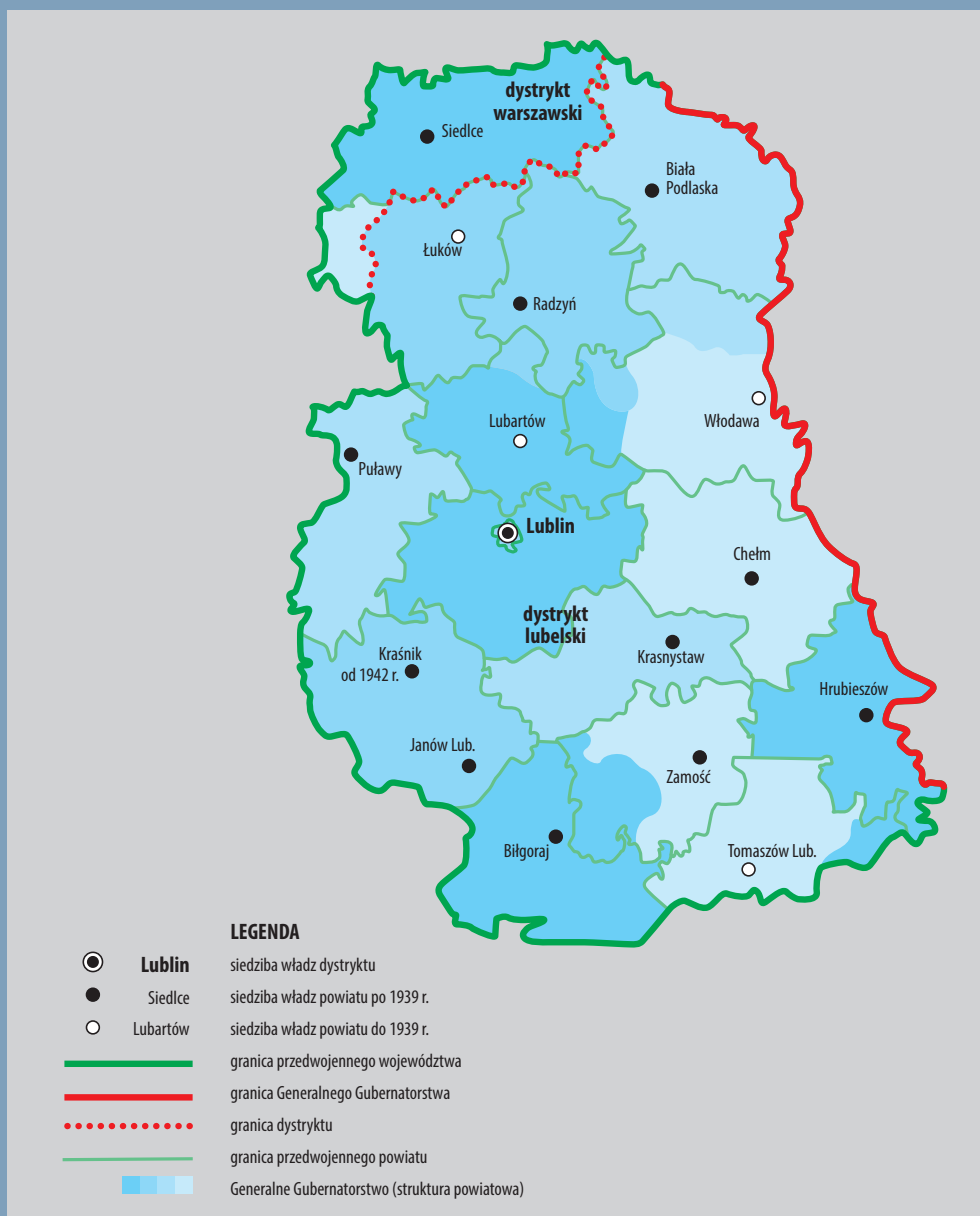 dystrykt
warszawski
Siedlce
Biała
Podlaska
Łuków
Radzyń
Lubartów
Włodawa
Puławy
Lublin
Chełm
dystrykt
lubelski
Kraśnik
od 1942 r.
Krasnystaw
Hrubieszów
Janów Lub.
Zamość
Biłgoraj
Tomaszów Lub.
LEGENDA
Lublin siedziba władz dystryktu
Siedlce siedziba władz powiatu po 1939 r.
Lubartów siedziba władz powiatu do 1939 r.
granica przedwojennego województwa
granica Generalnego Gubernatorstwa
granica dystryktu
granica przedwojennego powiatu
Generalne Gubernatorstwo (struktura powiatowa)